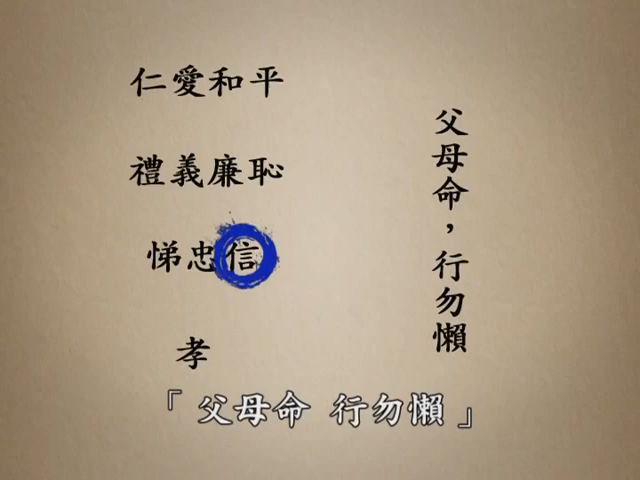 仁愛和平
禮義廉恥
悌忠信
孝
父母命，行勿懶
「父母命 行勿懶」